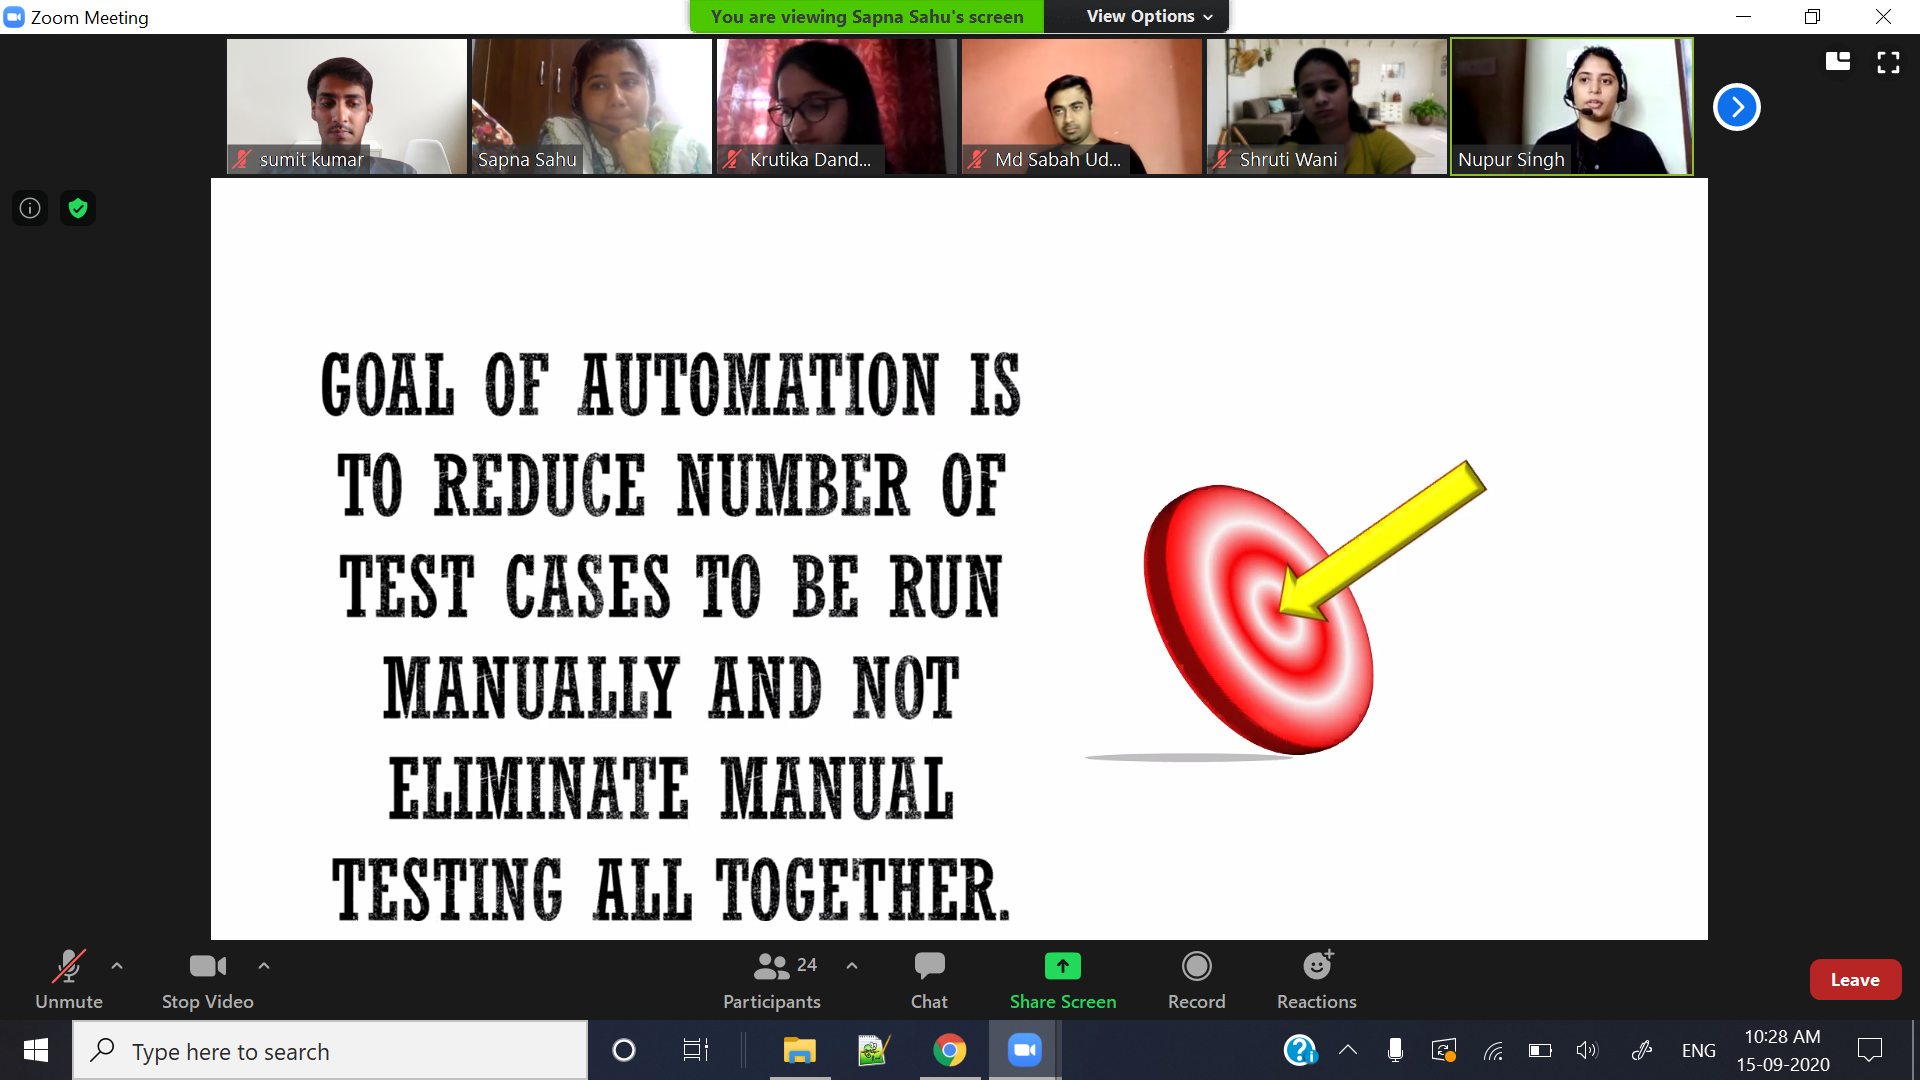 Zoom Meeting
You are viewing Sapna Sahu's screen
View Options
sumit kumar
Sapna Sahu
Krutika Dand...
Md Sabah Ud...
Shruti Wani
Nupur Singh
GOAL OF AUTOMATION IS
TO REDUCE NUMBER OF
TEST CASES TO BE RUN
MANUALLY AND NOT
ELIMINATE MANUAL
TESTING ALL TOGETHER.
Unmute
Stop Video
24
Participants
Chat
Share Screen
Record
Reactions
Leave
Type here to search
ENG
10:28 AM
15-09-2020